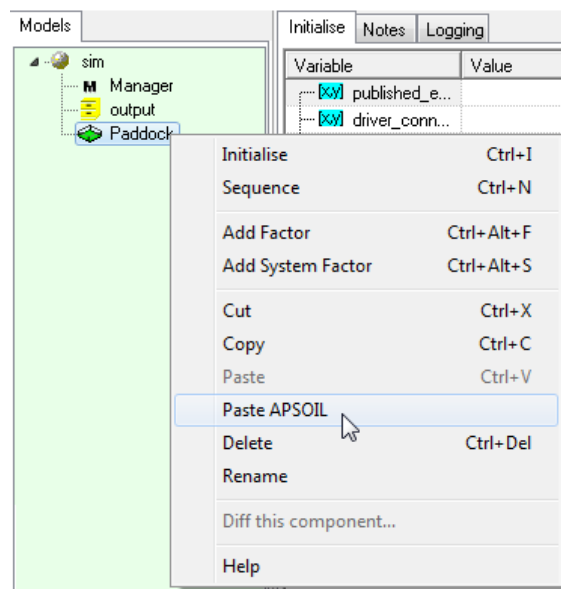 Models
Initialise Notes Logging
sim
Variable Value
M Manager
x,y published_e...
output
x,y driver_conn...
Paddock
Initialise Ctrl+I
Sequence Ctrl+N
Add Factor Ctrl+Alt+F
Add System Factor Ctrl+Alt+S
Cut Ctrl+X
Copy Ctrl+C
Paste Ctrl+V
Paste APSOIL
Delete Ctrl+Del
Rename
Diff this component...
Help